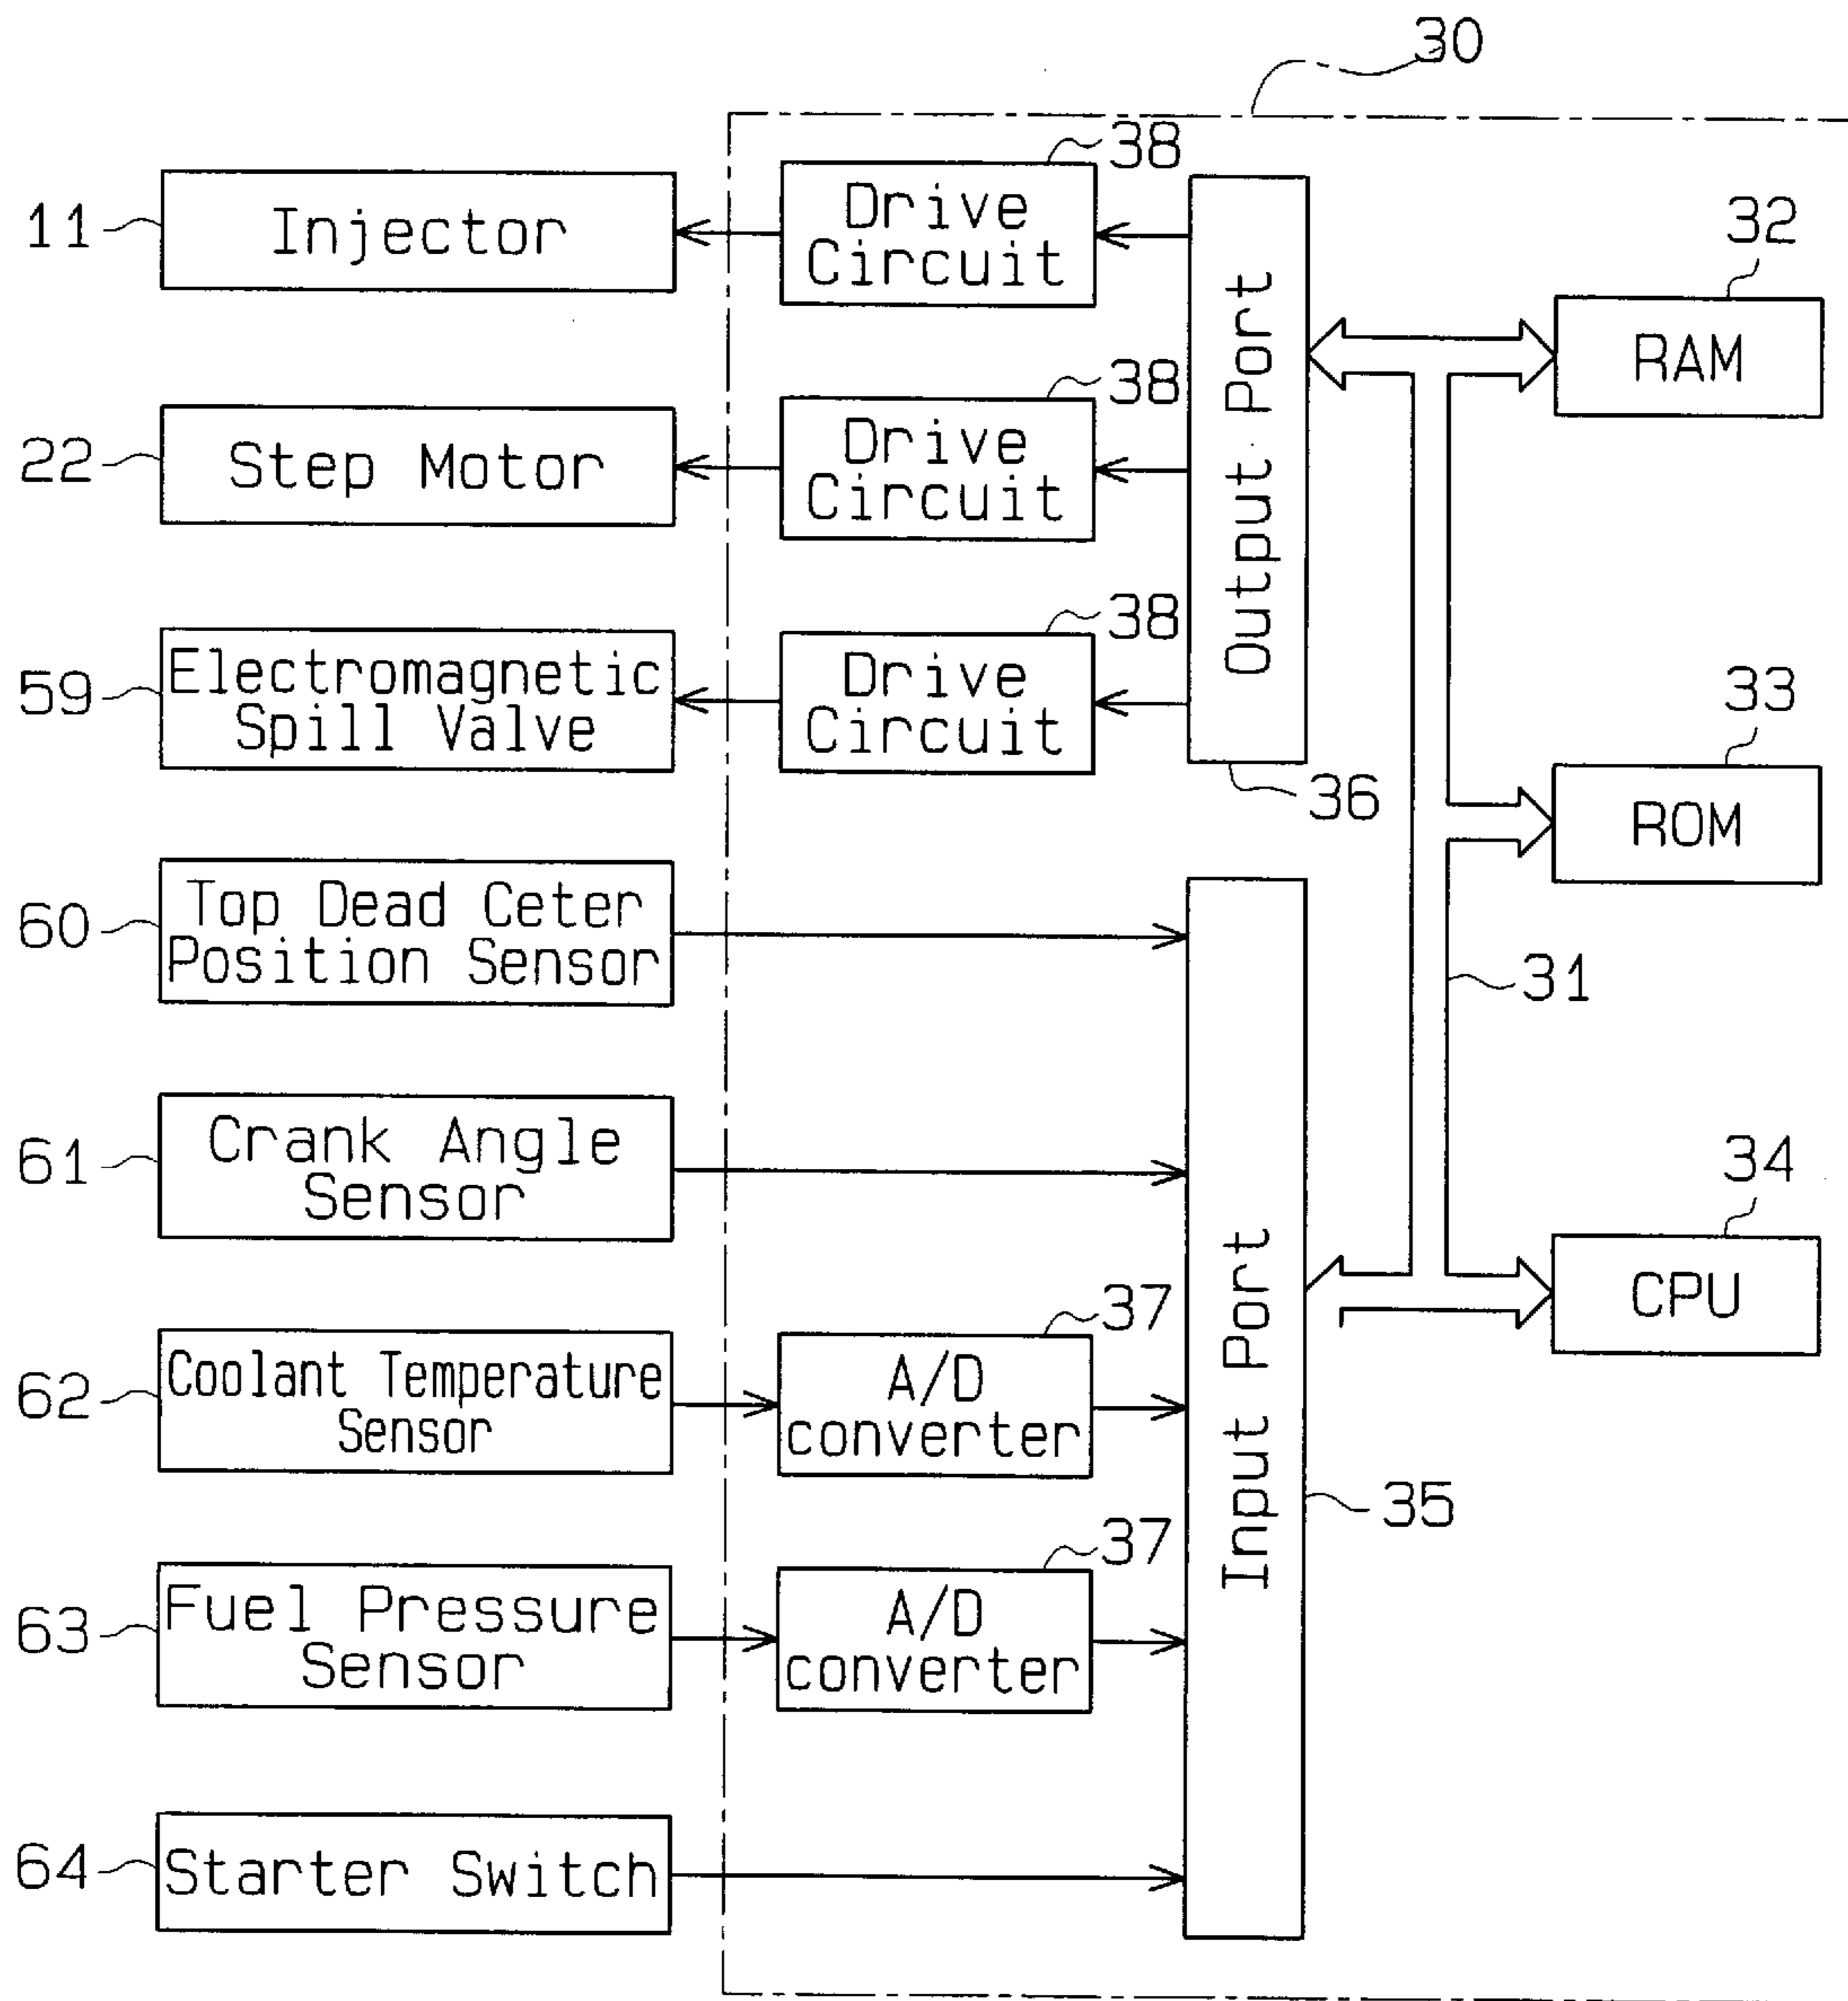 30
11
Injector
38
Drive
Circuit
Output Port
32
RAM
22
Step Motor
38
Drive
Circuit
59
Electromagnetic
Spill Valve
38
Drive
Circuit
36
33
ROM
60
Top Dead Ceter
Position Sensor
31
61
Crank Angle
Sensor
34
CPU
62
Coolant Temperature
Sensor
37
A/D
converter
Input Port
35
63
Fuel Pressure
Sensor
37
A/D
converter
64
Starter Switch